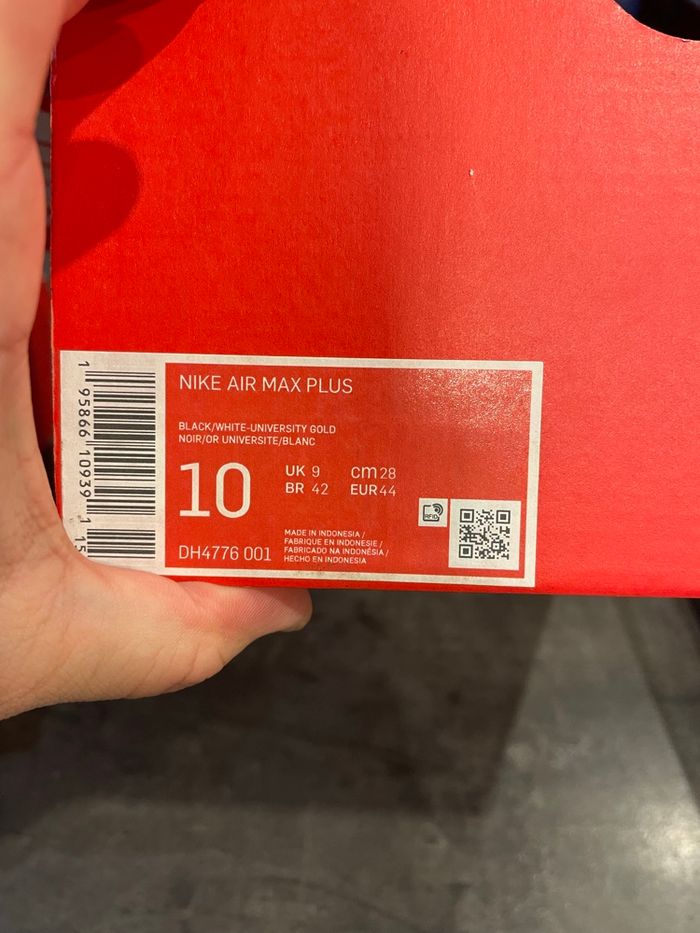 NIKE AIR MAX PLUS
BLACK/WHITE-UNIVERSITY GOLD
NOIR/OR UNIVERSITE/BLANC
10
UK 9
cm 28
BR 42
EUR 44
DH4776 001
MADE IN INDONESIA /
FABRIQUE EN INDONESIE /
FABRICADO NA INDONÉSIA /
HECHO EN INDONESIA
RFID
1 95866 10939 1